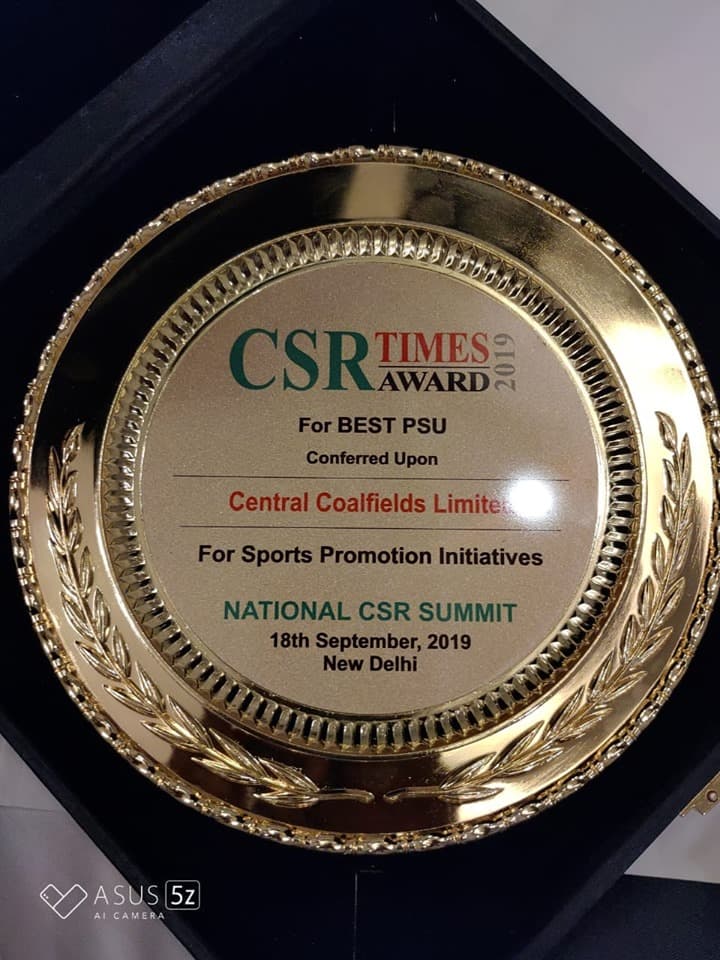 CSR TIMES AWARD 2019
For BEST PSU
Conferred Upon
Central Coalfields Limited
For Sports Promotion Initiatives
NATIONAL CSR SUMMIT
18th September, 2019
New Delhi
ASUS 5z
AI CAMERA